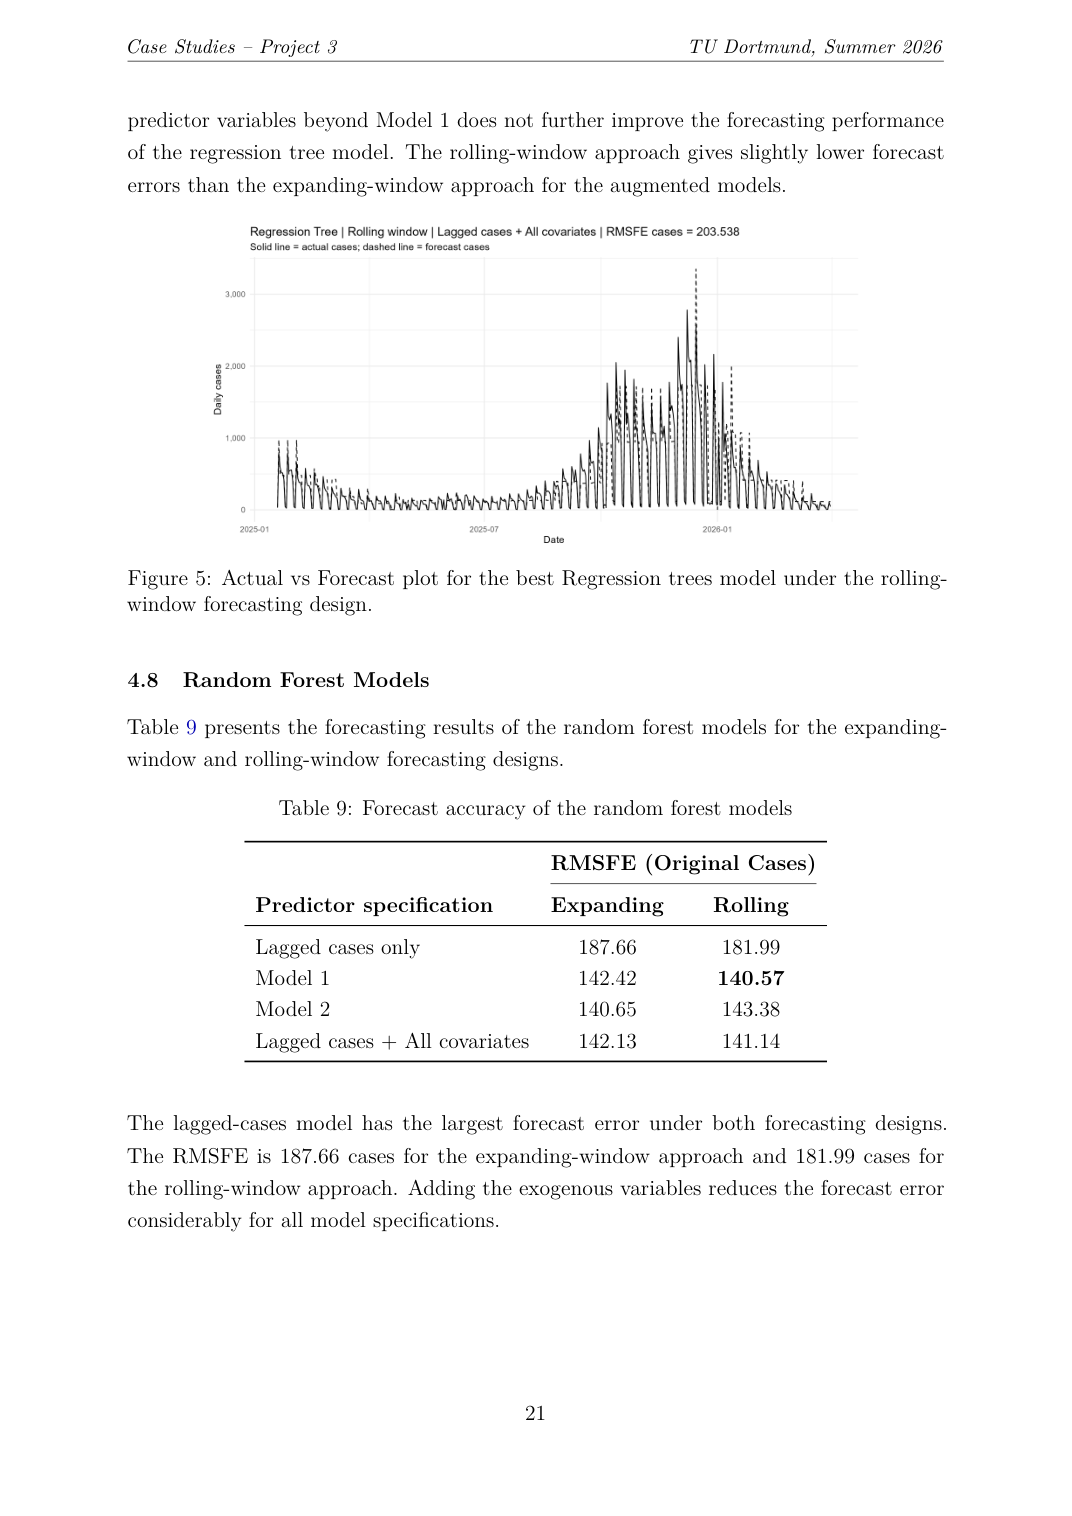 Case Studies – Project 3 TU Dortmund, Summer 2026
predictor variables beyond Model 1 does not further improve the forecasting performance
of the regression tree model. The rolling-window approach gives slightly lower forecast
errors than the expanding-window approach for the augmented models.
Regression Tree | Rolling window | Lagged cases + All covariates | RMSFE cases = 203.538
Solid line = actual cases; dashed line = forecast cases
3,000
2,000
1,000
0
Daily cases
2025-01 2025-07 2026-01
Date
Figure 5: Actual vs Forecast plot for the best Regression trees model under the rolling-
window forecasting design.
4.8 Random Forest Models
Table 9 presents the forecasting results of the random forest models for the expanding-
window and rolling-window forecasting designs.
Table 9: Forecast accuracy of the random forest models
RMSFE (Original Cases)
Predictor specification Expanding Rolling
Lagged cases only 187.66 181.99
Model 1 142.42 140.57
Model 2 140.65 143.38
Lagged cases + All covariates 142.13 141.14
The lagged-cases model has the largest forecast error under both forecasting designs.
The RMSFE is 187.66 cases for the expanding-window approach and 181.99 cases for
the rolling-window approach. Adding the exogenous variables reduces the forecast error
considerably for all model specifications.
21